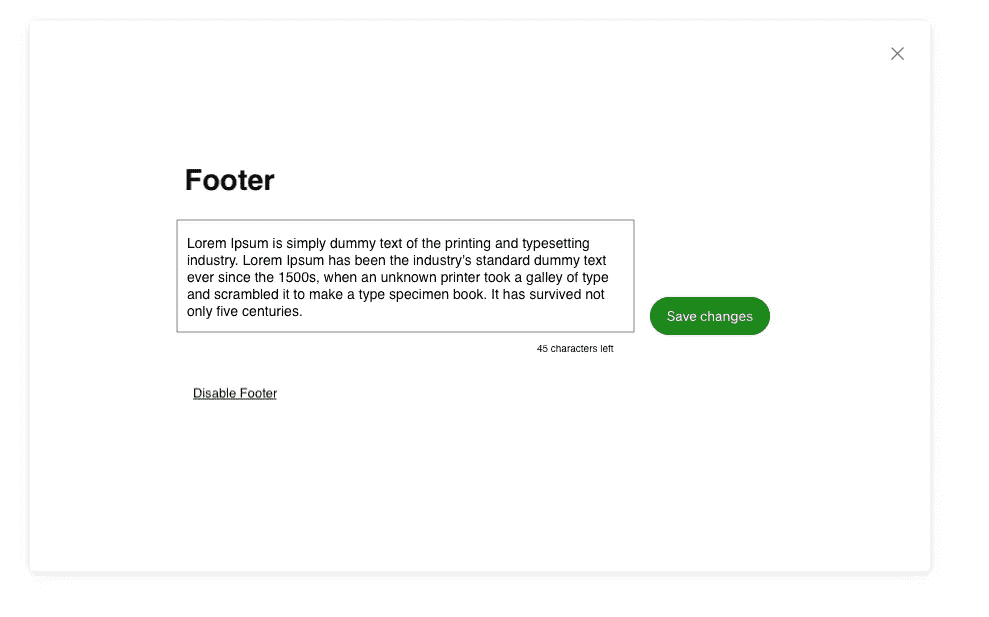 Footer
Lorem Ipsum is simply dummy text of the printing and typesetting
industry. Lorem Ipsum has been the industry's standard dummy text
ever since the 1500s, when an unknown printer took a galley of type
and scrambled it to make a type specimen book. It has survived not
only five centuries.
Save changes
45 characters left
Disable Footer